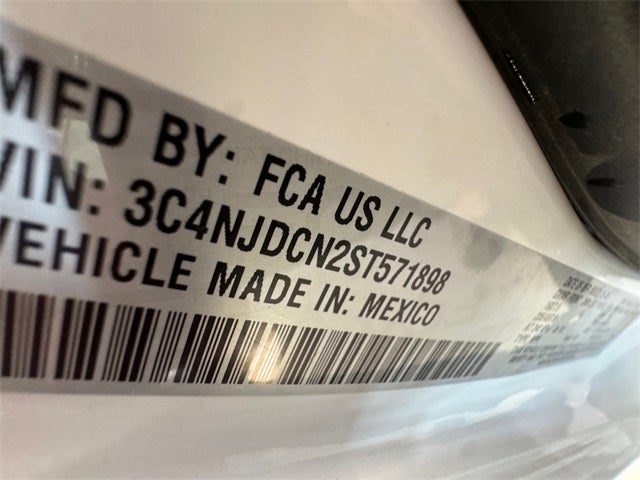 MFD BY: FCA US LLC
VIN: 3C4NJDCN2ST571898
VEHICLE MADE IN: MEXICO